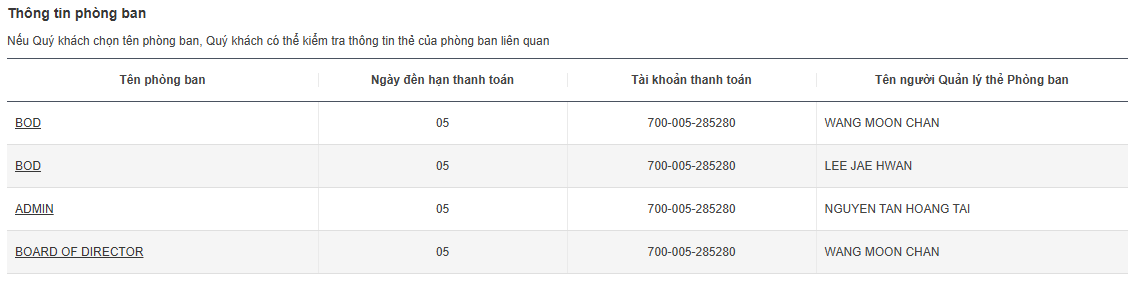 Thông tin phòng ban
Nếu Quý khách chọn tên phòng ban, Quý khách có thể kiểm tra thông tin thẻ của phòng ban liên quan
Tên phòng ban Ngày đến hạn thanh toán Tài khoản thanh toán Tên người Quản lý thẻ Phòng ban
BOD 05 700-005-285280 WANG MOON CHAN
BOD 05 700-005-285280 LEE JAE HWAN
ADMIN 05 700-005-285280 NGUYEN TAN HOANG TAI
BOARD OF DIRECTOR 05 700-005-285280 WANG MOON CHAN